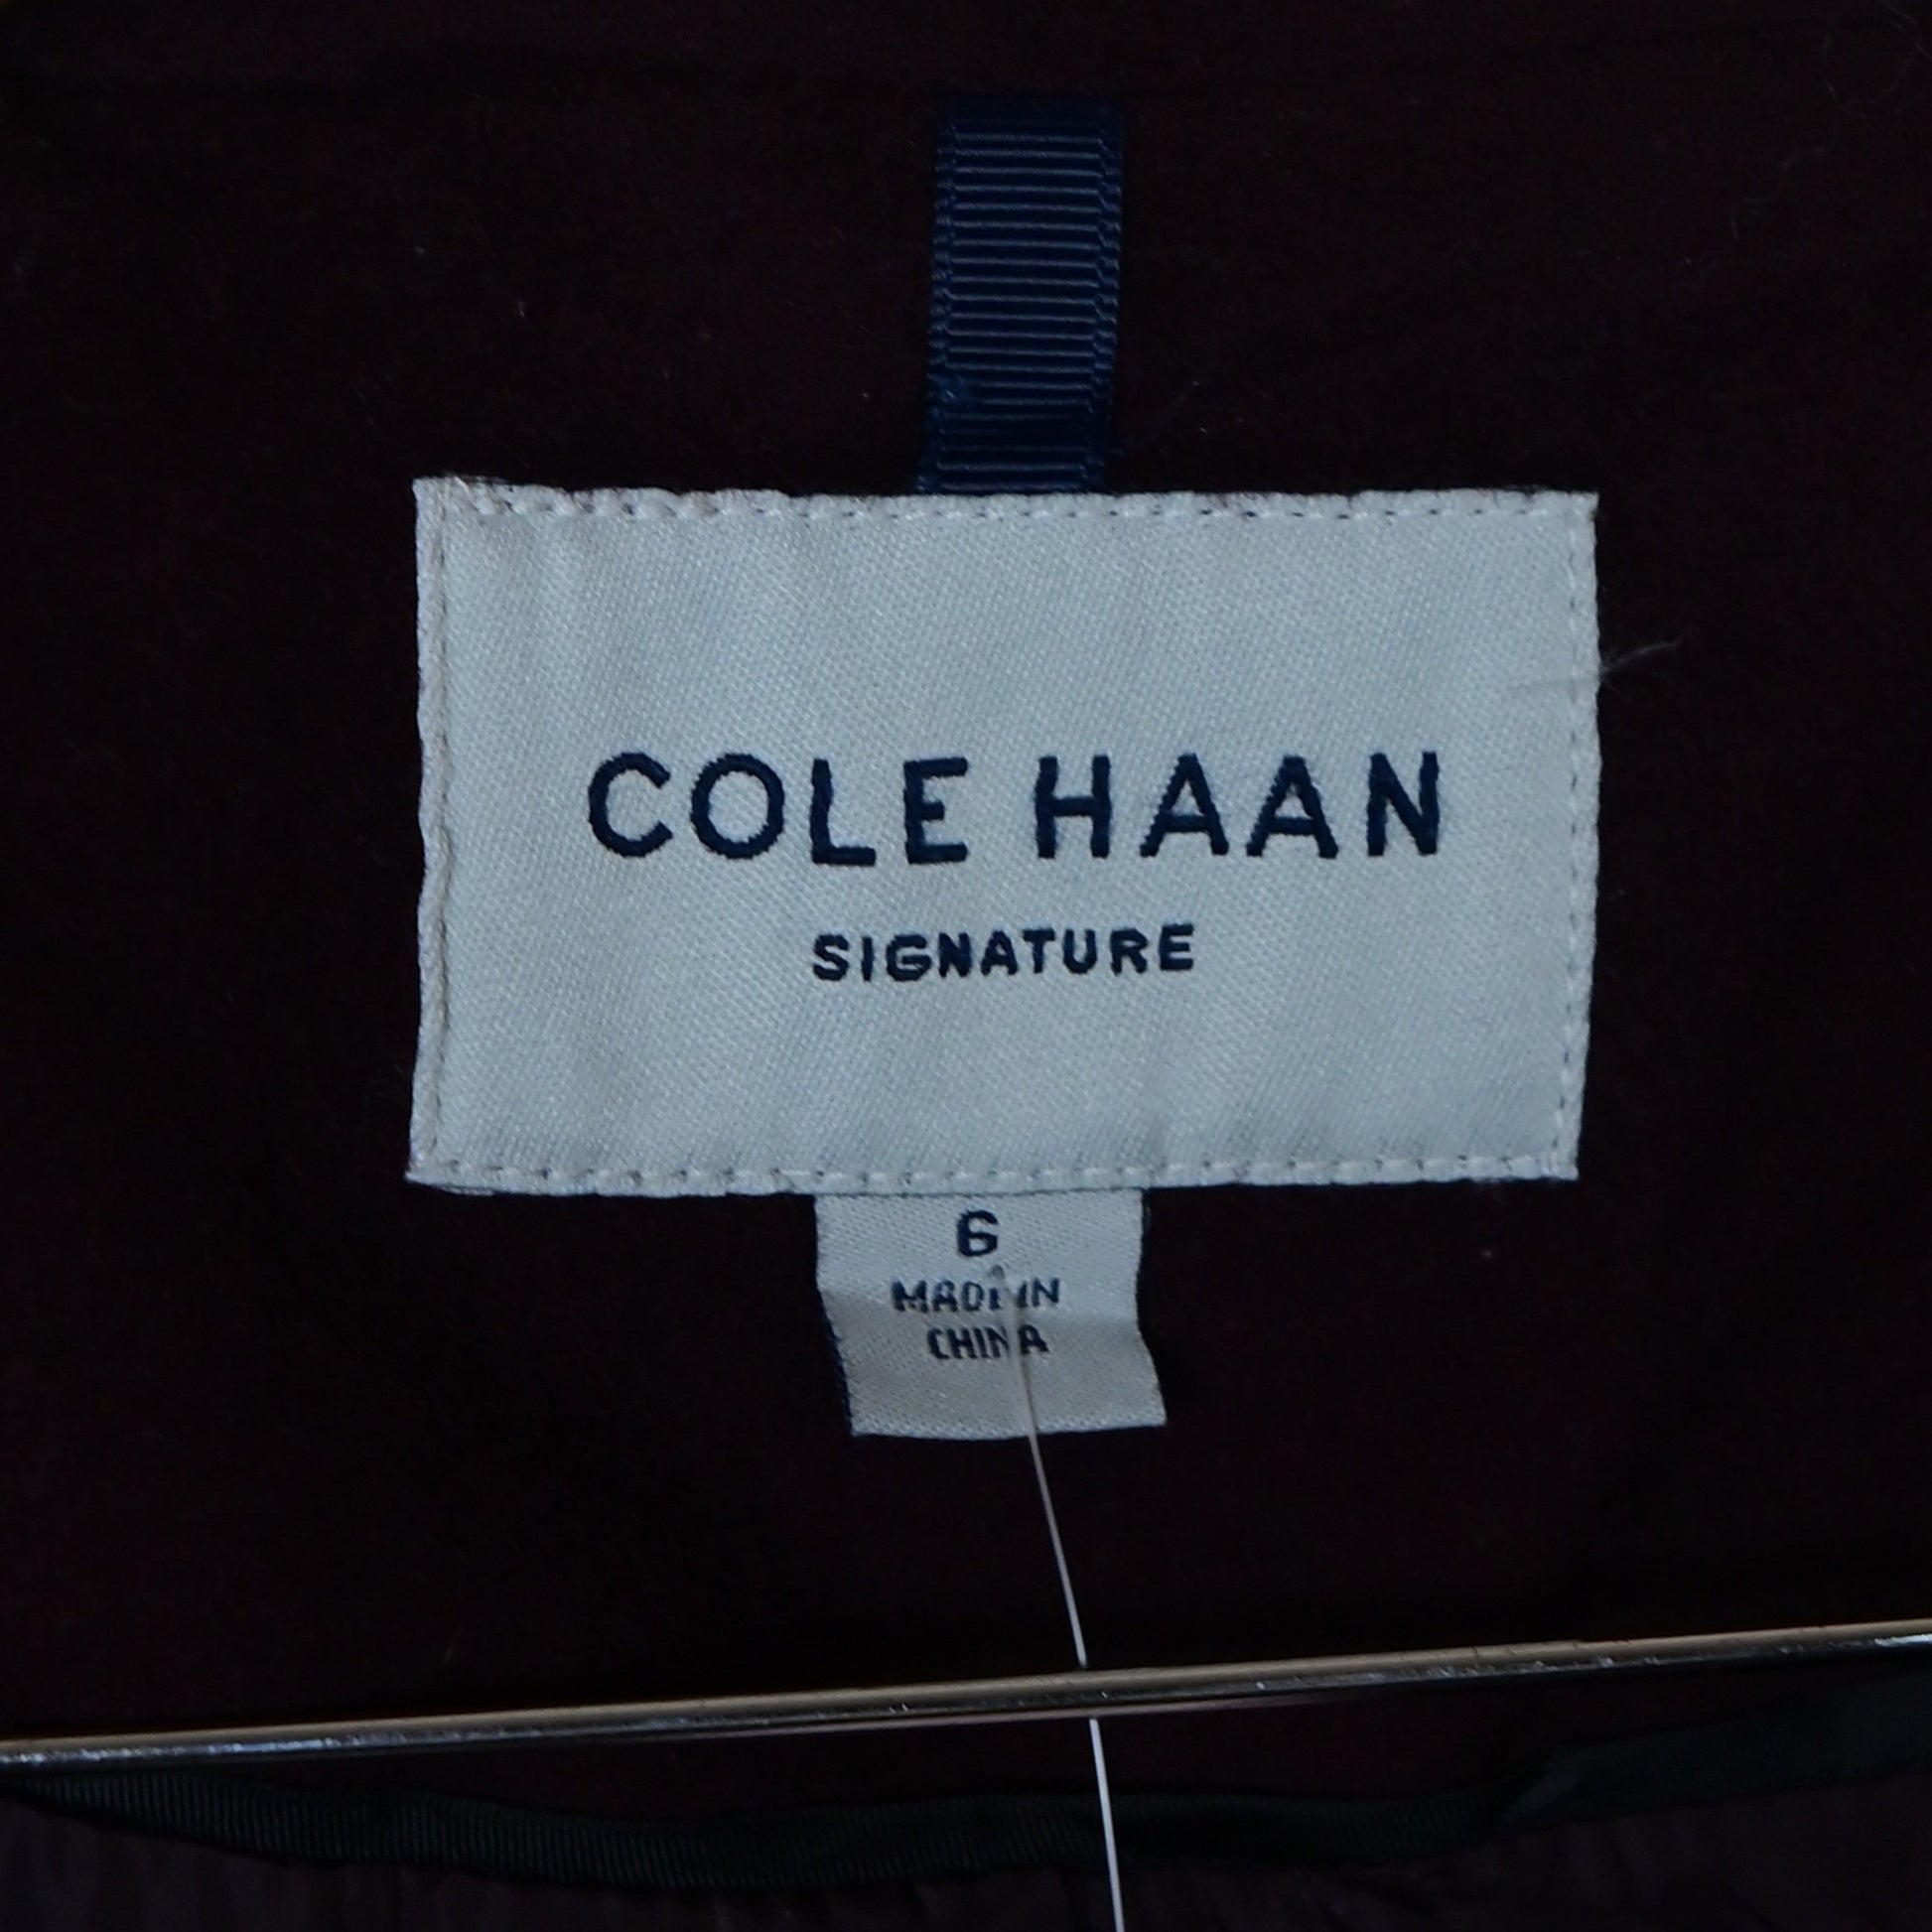 COLE HAAN
SIGNATURE
6
MADE IN
CHINA